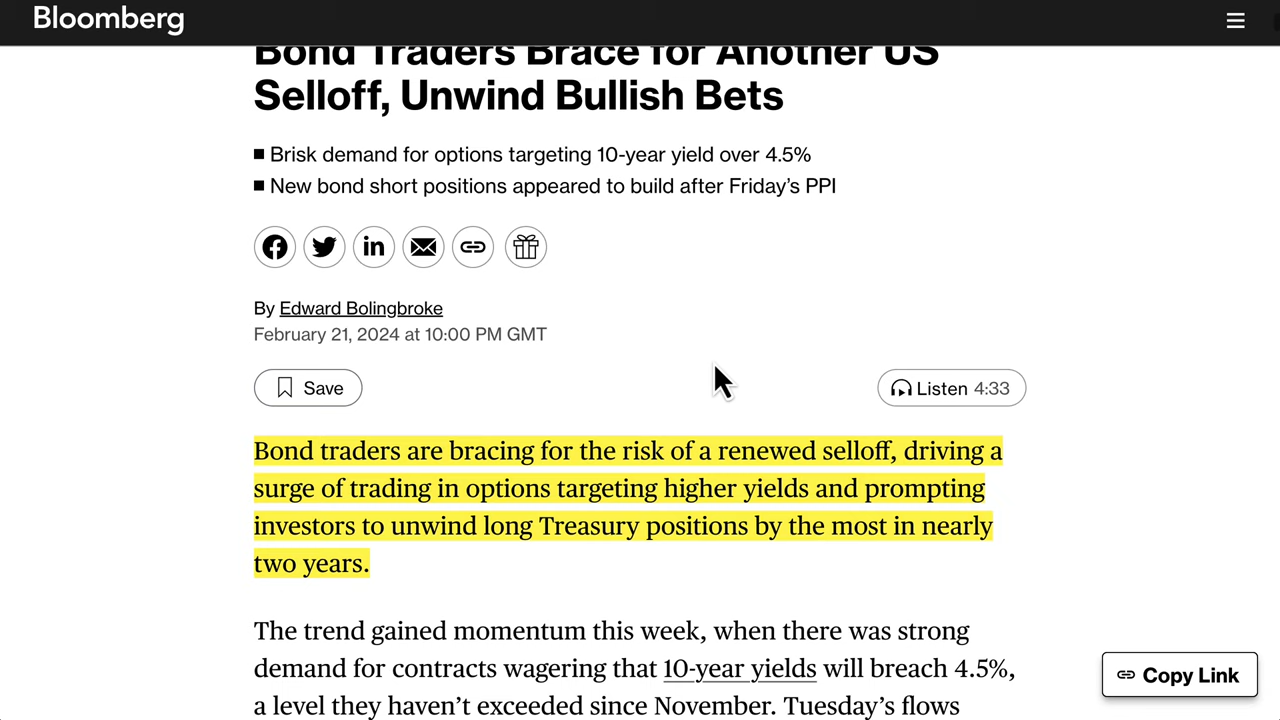 Bloomberg
Bond Traders Brace for Another US
Selloff, Unwind Bullish Bets
Brisk demand for options targeting 10-year yield over 4.5%
New bond short positions appeared to build after Friday’s PPI
By Edward Bolingbroke
February 21, 2024 at 10:00 PM GMT
Save
Listen 4:33
Bond traders are bracing for the risk of a renewed selloff, driving a
surge of trading in options targeting higher yields and prompting
investors to unwind long Treasury positions by the most in nearly
two years.
The trend gained momentum this week, when there was strong
demand for contracts wagering that 10-year yields will breach 4.5%,
a level they haven’t exceeded since November. Tuesday’s flows
Copy Link